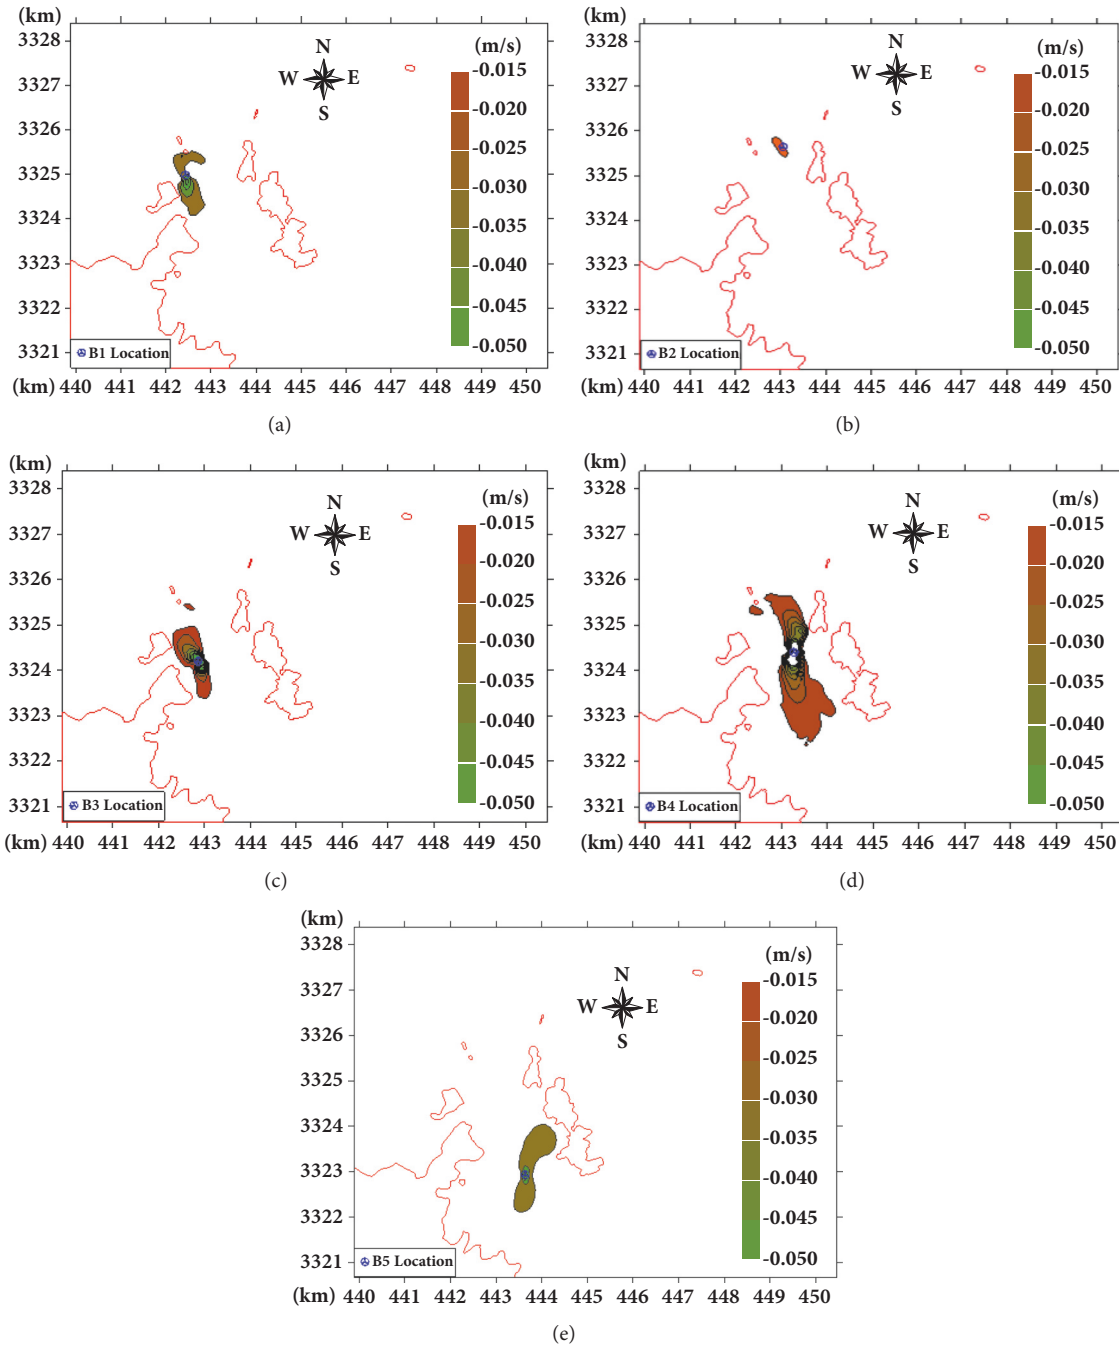 (km)
3328
3327
3326
3325
3324
3323
3322
3321
(km) 440 441 442 443 444 445 446 447 448 449 450
N
W E
S
(m/s)
-0.015
-0.020
-0.025
-0.030
-0.035
-0.040
-0.045
-0.050
B1 Location
(a)
(km)
3328
3327
3326
3325
3324
3323
3322
3321
(km) 440 441 442 443 444 445 446 447 448 449 450
N
W E
S
(m/s)
-0.015
-0.020
-0.025
-0.030
-0.035
-0.040
-0.045
-0.050
B2 Location
(b)
(km)
3328
3327
3326
3325
3324
3323
3322
3321
(km) 440 441 442 443 444 445 446 447 448 449 450
N
W E
S
(m/s)
-0.015
-0.020
-0.025
-0.030
-0.035
-0.040
-0.045
-0.050
B3 Location
(c)
(km)
3328
3327
3326
3325
3324
3323
3322
3321
(km) 440 441 442 443 444 445 446 447 448 449 450
N
W E
S
(m/s)
-0.015
-0.020
-0.025
-0.030
-0.035
-0.040
-0.045
-0.050
B4 Location
(d)
(km)
3328
3327
3326
3325
3324
3323
3322
3321
(km) 440 441 442 443 444 445 446 447 448 449 450
N
W E
S
(m/s)
-0.015
-0.020
-0.025
-0.030
-0.035
-0.040
-0.045
-0.050
B5 Location
(e)